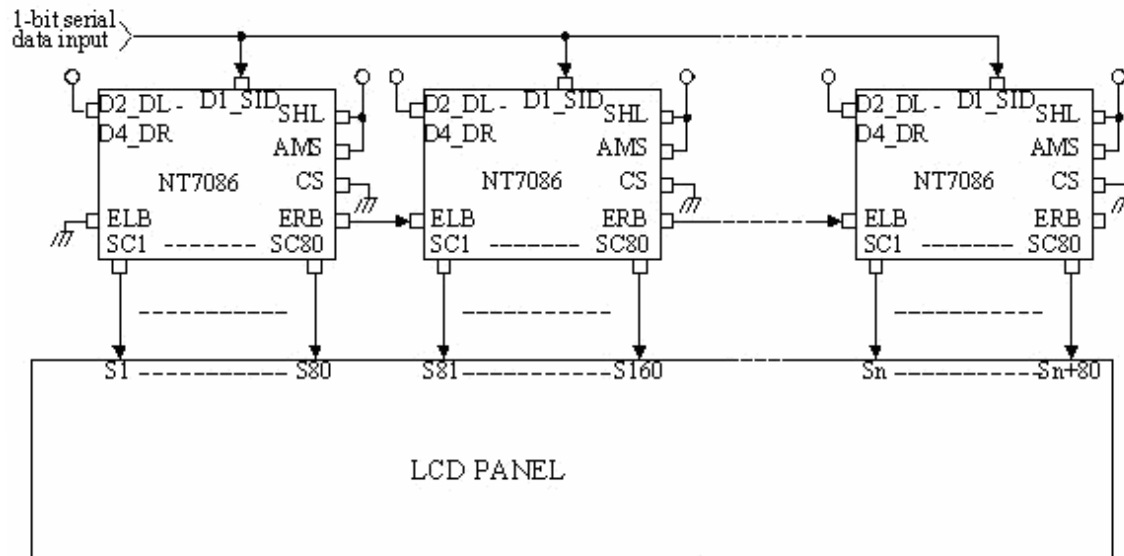 1-bit serial
data input
D2_DL - D1_SID SHL
D4_DR
AMS
NT7086 CS
ELB ERB
SC1 ------- SC80
D2_DL - D1_SID SHL
D4_DR
AMS
NT7086 CS
ELB ERB
SC1 ------- SC80
D2_DL - D1_SID SHL
D4_DR
AMS
NT7086 CS
ELB ERB
SC1 ------- SC80
S1 S80 S81 S160 Sn Sn+80
LCD PANEL